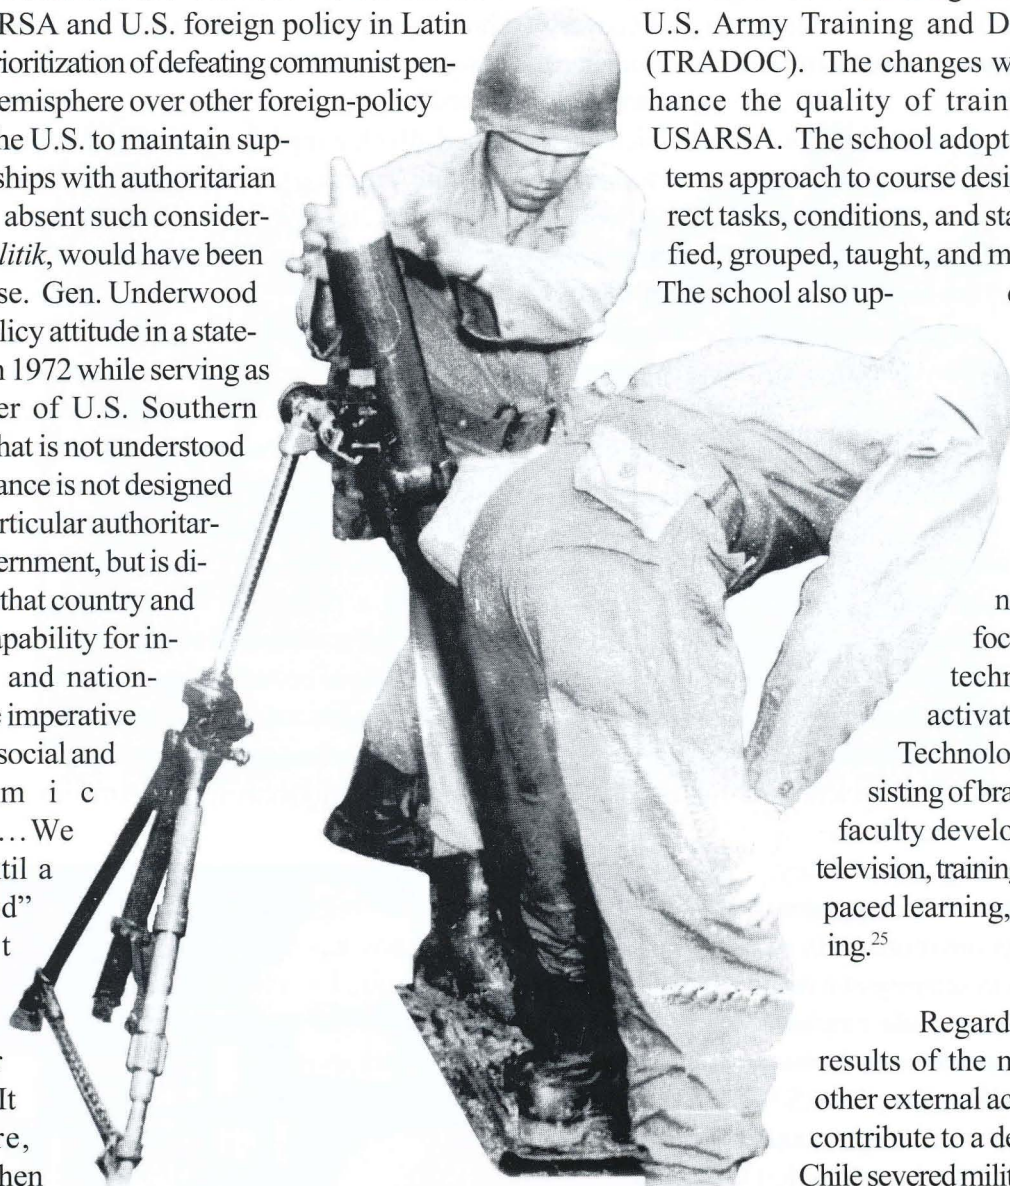 RSA and U.S. foreign policy in Latin
rioritization of defeating communist pen-
emisphere over other foreign-policy
he U.S. to maintain sup-
ships with authoritarian
absent such consider-
litik, would have been
se. Gen. Underwood
licy attitude in a state-
n 1972 while serving as
er of U.S. Southern
hat is not understood
ance is not designed
rticular authoritar-
ernment, but is di-
that country and
apability for in-
and nation-
e imperative
social and
m i c
… We
til a
d”
t
It
re,
hen
U.S. Army Training and D
(TRADOC). The changes w
hance the quality of train
USARSA. The school adopt
tems approach to course desi
rect tasks, conditions, and sta
fied, grouped, taught, and m
The school also up-
n
foc
techn
activat
Technolo
sisting of bra
faculty develo
television, training
paced learning,
ing.25
Regard
results of the n
other external ac
contribute to a de
Chile severed milit